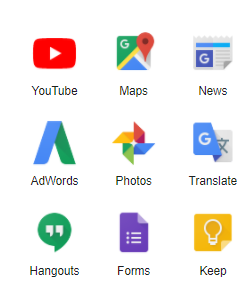 YouTube Maps News
AdWords Photos Translate
Hangouts Forms Keep